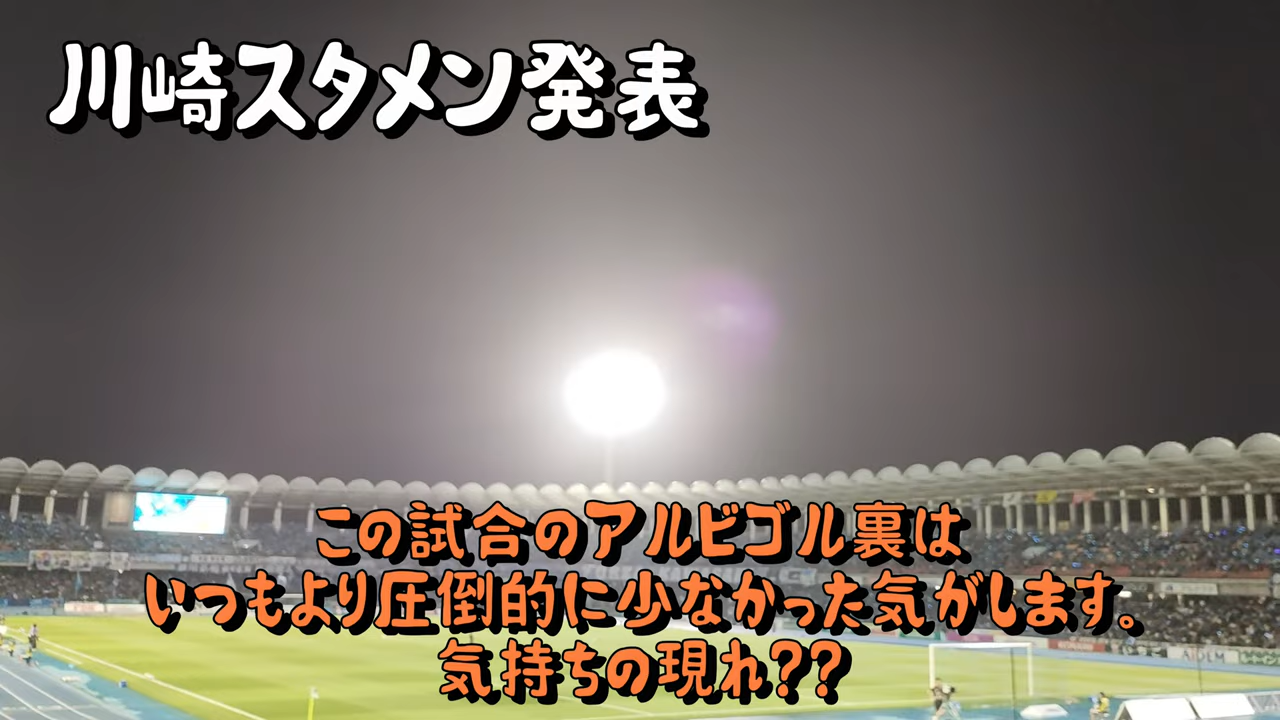 川崎スタメン発表
この試合のアルビゴル裏は
いつもより圧倒的に少なかった気がします。
気持ちの現れ??